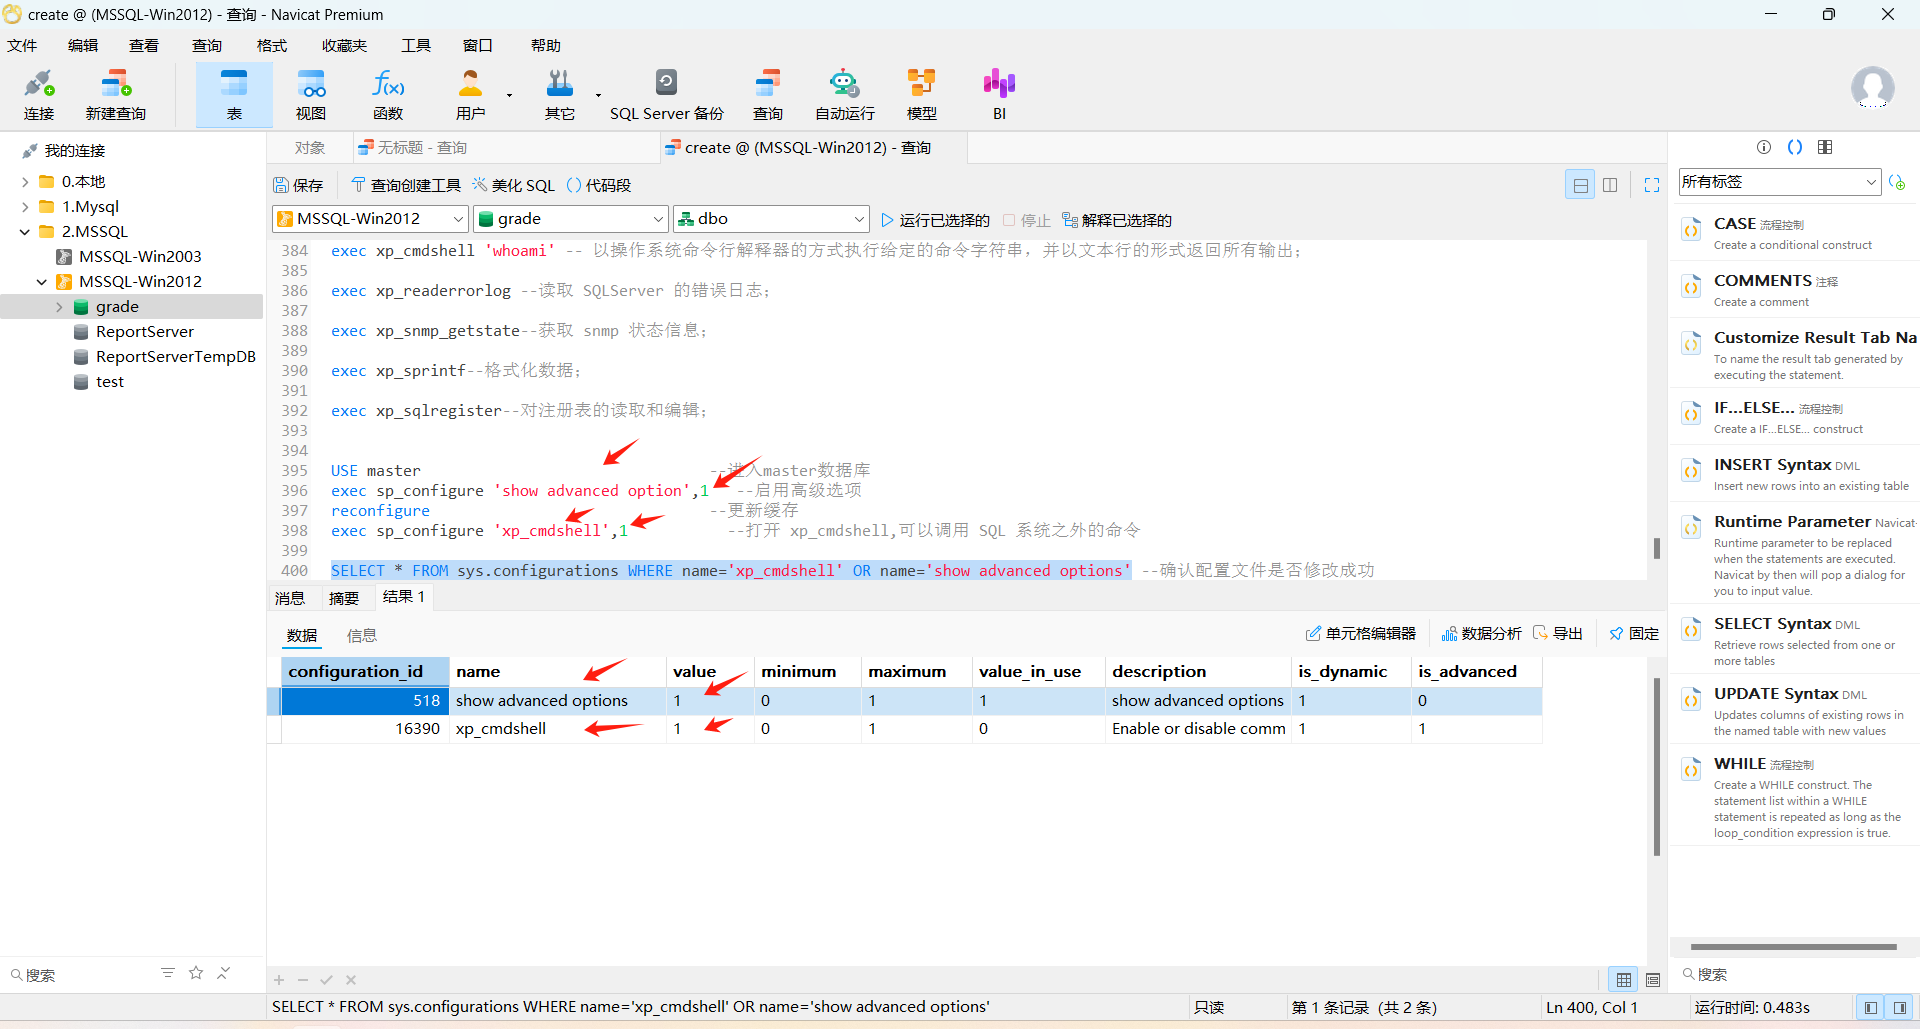 create @ (MSSQL-Win2012) - 查询 - Navicat Premium
文件 编辑 查看 查询 格式 收藏夹 工具 窗口 帮助
连接 新建查询 表 视图 函数 用户 其它 SQL Server 备份 查询 自动运行 模型 BI
我的连接
0.本地
1.Mysql
2.MSSQL
MSSQL-Win2003
MSSQL-Win2012
grade
ReportServer
ReportServerTempDB
test
搜索
对象 无标题 - 查询 create @ (MSSQL-Win2012) - 查询
保存 查询创建工具 美化 SQL 代码段
MSSQL-Win2012 grade dbo 运行已选择的 停止 解释已选择的
384 exec xp_cmdshell 'whoami' -- 以操作系统命令行解释器的方式执行给定的命令字符串，并以文本行的形式返回所有输出；
385
386 exec xp_readerrorlog --读取 SQLServer 的错误日志；
387
388 exec xp_snmp_getstate--获取 snmp 状态信息；
389
390 exec xp_sprintf--格式化数据；
391
392 exec xp_sqlregister--对注册表的读取和编辑；
393
394
395 USE master --进入master数据库
396 exec sp_configure 'show advanced option',1 --启用高级选项
397 reconfigure --更新缓存
398 exec sp_configure 'xp_cmdshell',1 --打开 xp_cmdshell,可以调用 SQL 系统之外的命令
399
400 SELECT * FROM sys.configurations WHERE name='xp_cmdshell' OR name='show advanced options' --确认配置文件是否修改成功
消息 摘要 结果 1
数据 信息 单元格编辑器 数据分析 导出 固定
configuration_id name value minimum maximum value_in_use description is_dynamic is_advanced
518 show advanced options 1 0 1 1 show advanced options 1 0
16390 xp_cmdshell 1 0 1 0 Enable or disable comm 1 1
SELECT * FROM sys.configurations WHERE name='xp_cmdshell' OR name='show advanced options' 只读 第 1 条记录 (共 2 条) Ln 400, Col 1 运行时间: 0.483s
所有标签
CASE 流程控制
Create a conditional construct
COMMENTS 注释
Create a comment
Customize Result Tab Na
To name the result tab generated by
executing the statement.
IF...ELSE... 流程控制
Create a IF...ELSE... construct
INSERT Syntax DML
Insert new rows into an existing table
Runtime Parameter Navicat
Runtime parameter to be replaced
when the statements are executed.
Navicat by then will pop a dialog for
you to input value.
SELECT Syntax DML
Retrieve rows selected from one or
more tables
UPDATE Syntax DML
Updates columns of existing rows in
the named table with new values
WHILE 流程控制
Create a WHILE construct. The
statement list within a WHILE
statement is repeated as long as the
loop_condition expression is true.
搜索